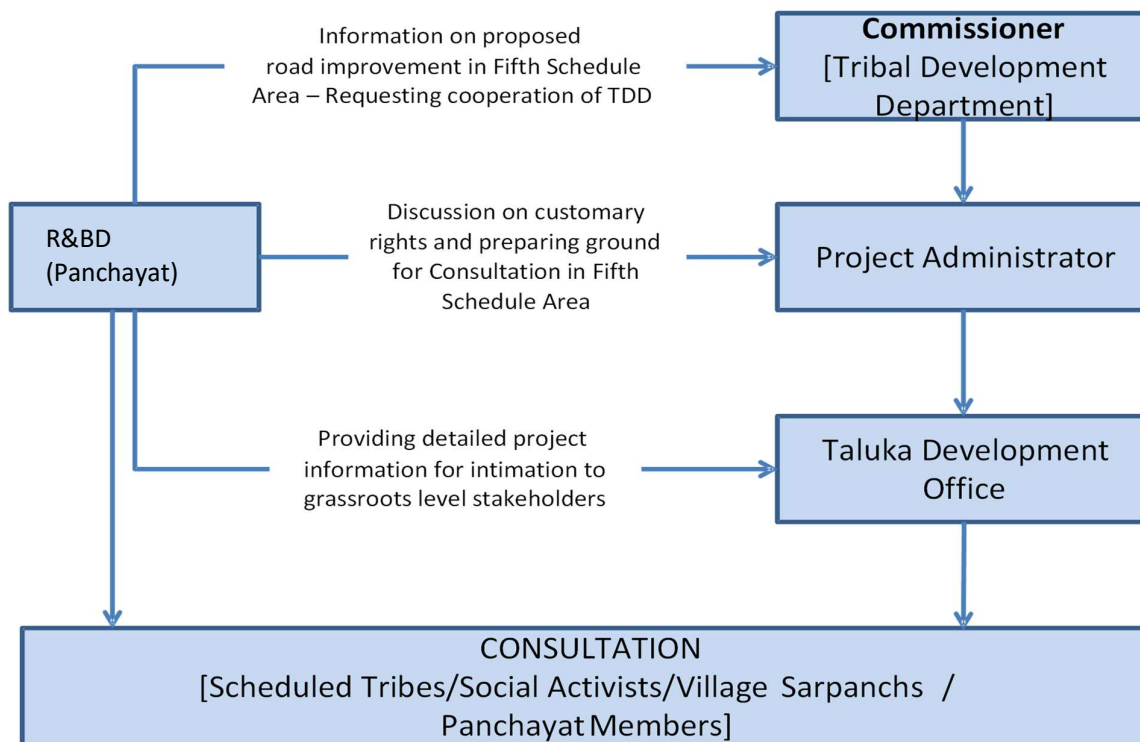 Information on proposed
road improvement in Fifth Schedule
Area – Requesting cooperation of TDD
Commissioner
[Tribal Development
Department]
R&BD
(Panchayat)
Discussion on customary
rights and preparing ground
for Consultation in Fifth
Schedule Area
Project Administrator
Providing detailed project
information for intimation to
grassroots level stakeholders
Taluka Development
Office
CONSULTATION
[Scheduled Tribes/Social Activists/Village Sarpanchs /
Panchayat Members]